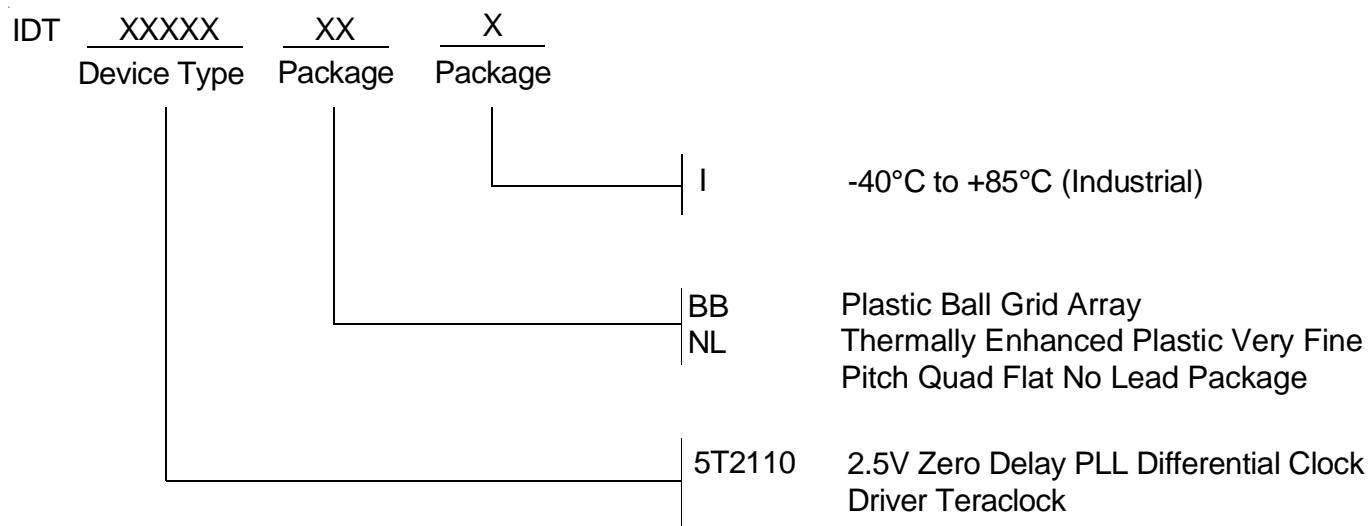 IDT XXXXX XX X
Device Type Package Package
I -40°C to +85°C (Industrial)
BB Plastic Ball Grid Array
NL Thermally Enhanced Plastic Very Fine
Pitch Quad Flat No Lead Package
5T2110 2.5V Zero Delay PLL Differential Clock
Driver Teraclock